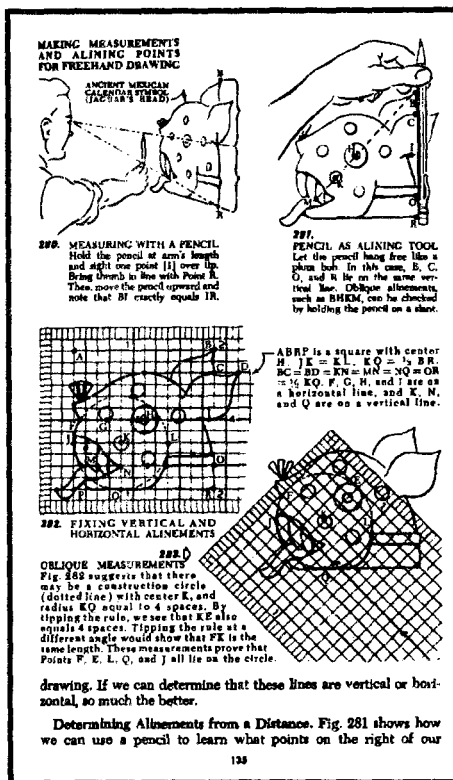 MAKING MEASUREMENTS
AND ALINING POINTS
FOR FREEHAND DRAWING
ANCIENT MEXICAN
CALENDAR SYMBOL
(JAGUAR'S HEAD)
280. MEASURING WITH A PENCIL
Hold the pencil at arm's length
and sight one point [I] over tip.
Bring thumb in line with Point R.
Then, move the pencil upward and
note that BI exactly equals IR.
281.
PENCIL AS ALINING TOOL
Let the pencil hang free like a
plumb bob. In this case, B, C,
O, and R lie on the same ver-
tical line. Oblique alinements,
such as BHKM, can be checked
by holding the pencil on a slant.
ABRP is a square with center
H. JK = KL. KQ = ½ BR.
BC = BD = KN = MN = NQ = OR
= ¼ KQ. F, G, H, and I are on
a horizontal line, and K, N,
and Q are on a vertical line.
282. FIXING VERTICAL AND
HORIZONTAL ALINEMENTS
283.
OBLIQUE MEASUREMENTS
Fig. 282 suggests that there
may be a construction circle
(dotted line) with center K, and
radius KQ equal to 4 spaces. By
tipping the rule, we see that KE also
equals 4 spaces. Tipping the rule at a
different angle would show that FK is the
same length. These measurements prove that
Points F, E, L, Q, and J all lie on the circle.
drawing. If we can determine that these lines are vertical or hori-
zontal, so much the better.
Determining Alinements from a Distance. Fig. 281 shows how
we can use a pencil to learn what points on the right of our
135